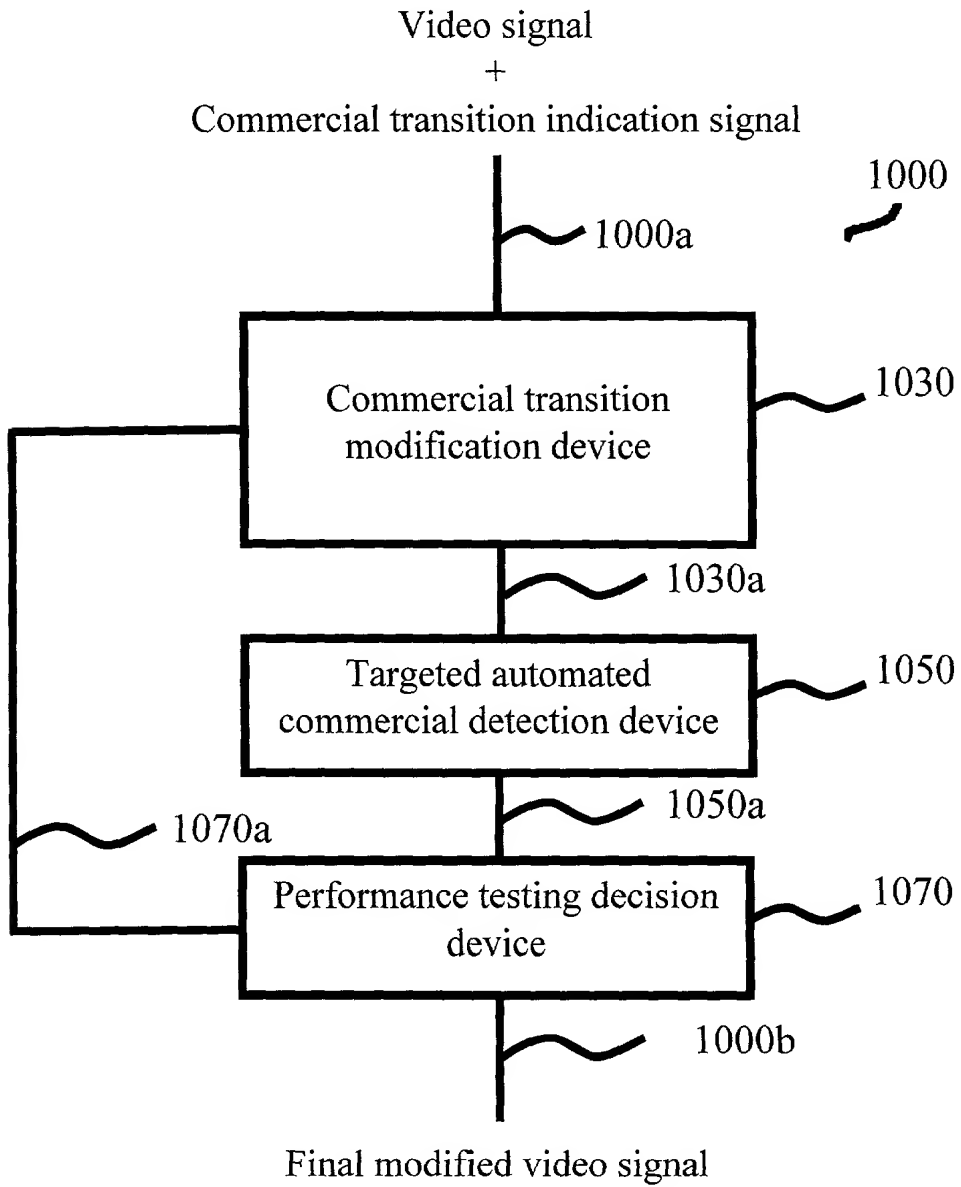 Video signal
+
Commercial transition indication signal
1000
1000a
Commercial transition
modification device
1030
1030a
Targeted automated
commercial detection device
1050
1050a
1070a
Performance testing decision
device
1070
1000b
Final modified video signal